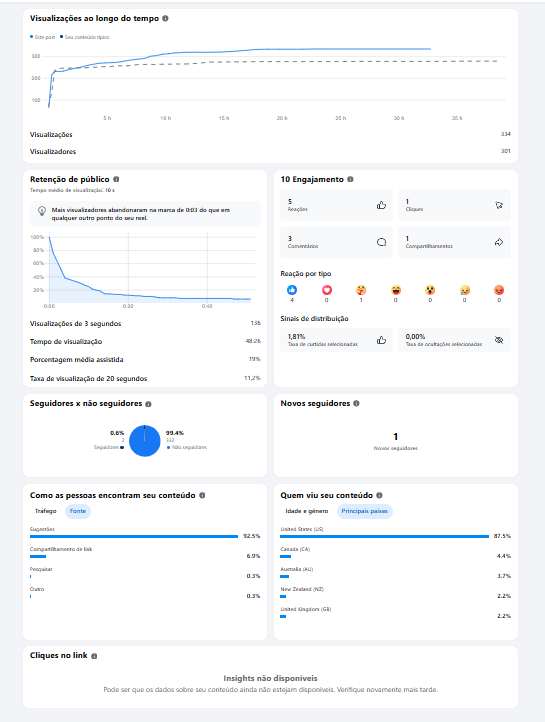 Visualizações ao longo do tempo
Este post
Seu conteúdo típico
300
200
100
5 h
10 h
15 h
20 h
25 h
30 h
35 h
Visualizações
334
Visualizadores
301
Retenção de público
Tempo médio de visualização: 10 s
Mais visualizadores abandonaram na marca de 0:03 do que em
qualquer outro ponto do seu reel.
100%
80%
60%
40%
20%
0:00
0:20
0:40
Visualizações de 3 segundos
136
Tempo de visualização
48:26
Porcentagem média assistida
19%
Taxa de visualização de 20 segundos
11,2%
10 Engajamento
5
Reações
1
Cliques
3
Comentários
1
Compartilhamentos
Reação por tipo
4
0
1
0
0
0
0
Sinais de distribuição
1,81%
Taxa de curtidas selecionadas
0,00%
Taxa de ocultações selecionadas
Seguidores x não seguidores
0.6%
2
Seguidores
99.4%
332
Não seguidores
Novos seguidores
1
Novos seguidores
Como as pessoas encontram seu conteúdo
Tráfego
Fonte
Sugestões
92.5%
Compartilhamento de link
6.9%
Pesquisar
0.3%
Outro
0.3%
Quem viu seu conteúdo
Idade e gênero
Principais países
United States (US)
87.5%
Canada (CA)
4.4%
Australia (AU)
3.7%
New Zealand (NZ)
2.2%
United Kingdom (GB)
2.2%
Cliques no link
Insights não disponíveis
Pode ser que os dados sobre seu conteúdo ainda não estejam disponíveis. Verifique novamente mais tarde.